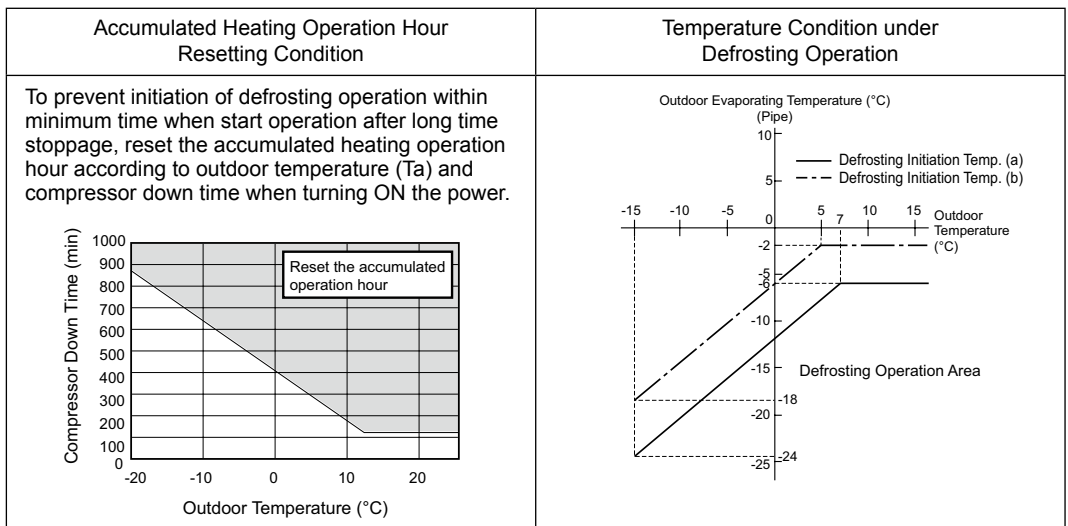 Accumulated Heating Operation Hour
Resetting Condition
Temperature Condition under
Defrosting Operation
To prevent initiation of defrosting operation within
minimum time when start operation after long time
stoppage, reset the accumulated heating operation
hour according to outdoor temperature (Ta) and
compressor down time when turning ON the power.
Compressor Down Time (min)
1000
900
800
700
600
500
400
300
200
100
0
Reset the accumulated
operation hour
-20 -10 0 10 20
Outdoor Temperature (°C)
Outdoor Evaporating Temperature (°C)
(Pipe)
10
Defrosting Initiation Temp. (a)
5
Defrosting Initiation Temp. (b)
-15 -10 -5 0 5 7 10 15
Outdoor
Temperature
(°C)
-2
-5
-6
-10
-15
Defrosting Operation Area
-18
-20
-24
-25